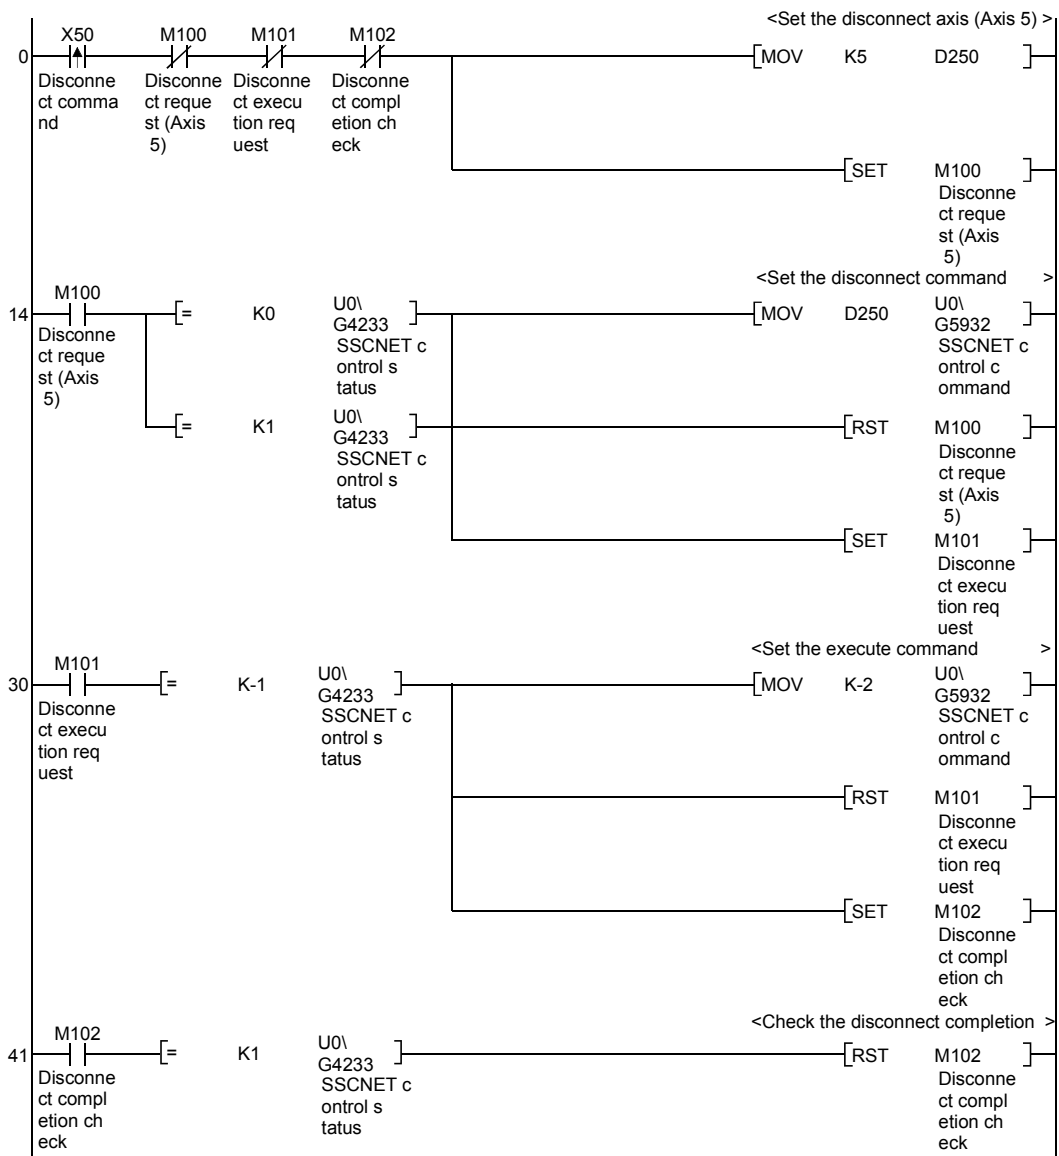 <Set the disconnect axis (Axis 5) >
X50 M100 M101 M102
0 [MOV K5 D250 ]
Disconne Disconne Disconne Disconne
ct comma ct reque ct execu ct compl
nd st (Axis tion req etion ch
5) uest eck
[SET M100 ]
Disconne
ct reque
st (Axis
5)
<Set the disconnect command >
M100
14 [= K0 U0\ ] [MOV D250 U0\ ]
G4233 G5932
Disconne SSCNET c SSCNET c
ct reque ontrol s ontrol c
st (Axis tatus ommand
5)
[= K1 U0\ ] [RST M100 ]
G4233 Disconne
SSCNET c ct reque
ontrol s st (Axis
tatus 5)
[SET M101 ]
Disconne
ct execu
tion req
uest
<Set the execute command >
M101
30 [= K-1 U0\ ] [MOV K-2 U0\ ]
G4233 G5932
Disconne SSCNET c SSCNET c
ct execu ontrol s ontrol c
tion req tatus ommand
uest
[RST M101 ]
Disconne
ct execu
tion req
uest
[SET M102 ]
Disconne
ct compl
etion ch
eck
<Check the disconnect completion >
M102
41 [= K1 U0\ ] [RST M102 ]
G4233
Disconne SSCNET c Disconne
ct compl ontrol s ct compl
etion ch tatus etion ch
eck eck